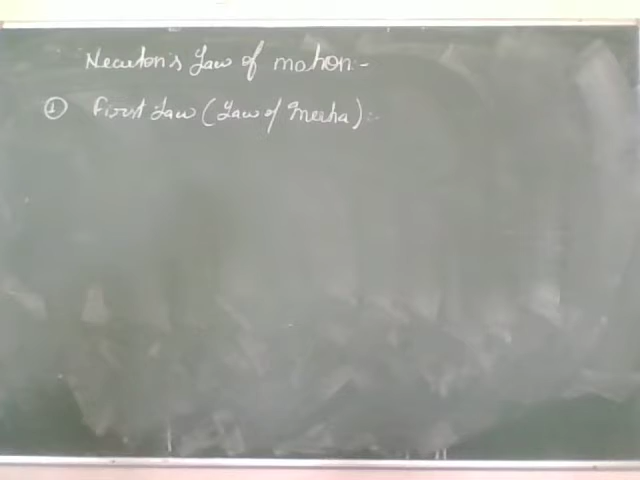 Newton's Law of motion:-
① First Law (Law of Inertia):-